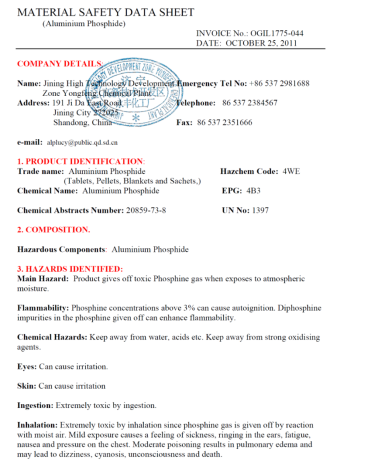 MATERIAL SAFETY DATA SHEET
(Aluminium Phosphide)
INVOICE No.: OGIL1775-044
DATE: OCTOBER 25, 2011
COMPANY DETAILS
Name: Jining High Technology Development Emergency Tel No: +86 537 2981688
Zone Yongfeng Chemical Plant
Address: 191 Ji Da East Road Telephone: 86 537 2384567
Jining City 272025
Shandong, China Fax: 86 537 2351666
e-mail: alphacy@public.qd.sd.cn
1. PRODUCT IDENTIFICATION:
Trade name: Aluminium Phosphide Hazchem Code: 4WE
(Tablets, Pellets, Blankets and Sachets,)
Chemical Name: Aluminium Phosphide EPG: 4B3
Chemical Abstracts Number: 20859-73-8 UN No: 1397
2. COMPOSITION.
Hazardous Components: Aluminium Phosphide
3. HAZARDS IDENTIFIED:
Main Hazard: Product gives off toxic Phosphine gas when exposes to atmospheric
moisture.
Flammability: Phosphine concentrations above 3% can cause autoignition. Diphosphine
impurities in the phosphine given off can enhance flammability.
Chemical Hazards: Keep away from water, acids etc. Keep away from strong oxidising
agents.
Eyes: Can cause irritation.
Skin: Can cause irritation
Ingestion: Extremely toxic by ingestion.
Inhalation: Extremely toxic by inhalation since phosphine gas is given off by reaction
with moist air. Mild exposure causes a feeling of sickness, ringing in the ears, fatigue,
nausea and pressure on the chest. Moderate poisoning results in pulmonary edema and
may lead to dizziness, cyanosis, unconsciousness and death.